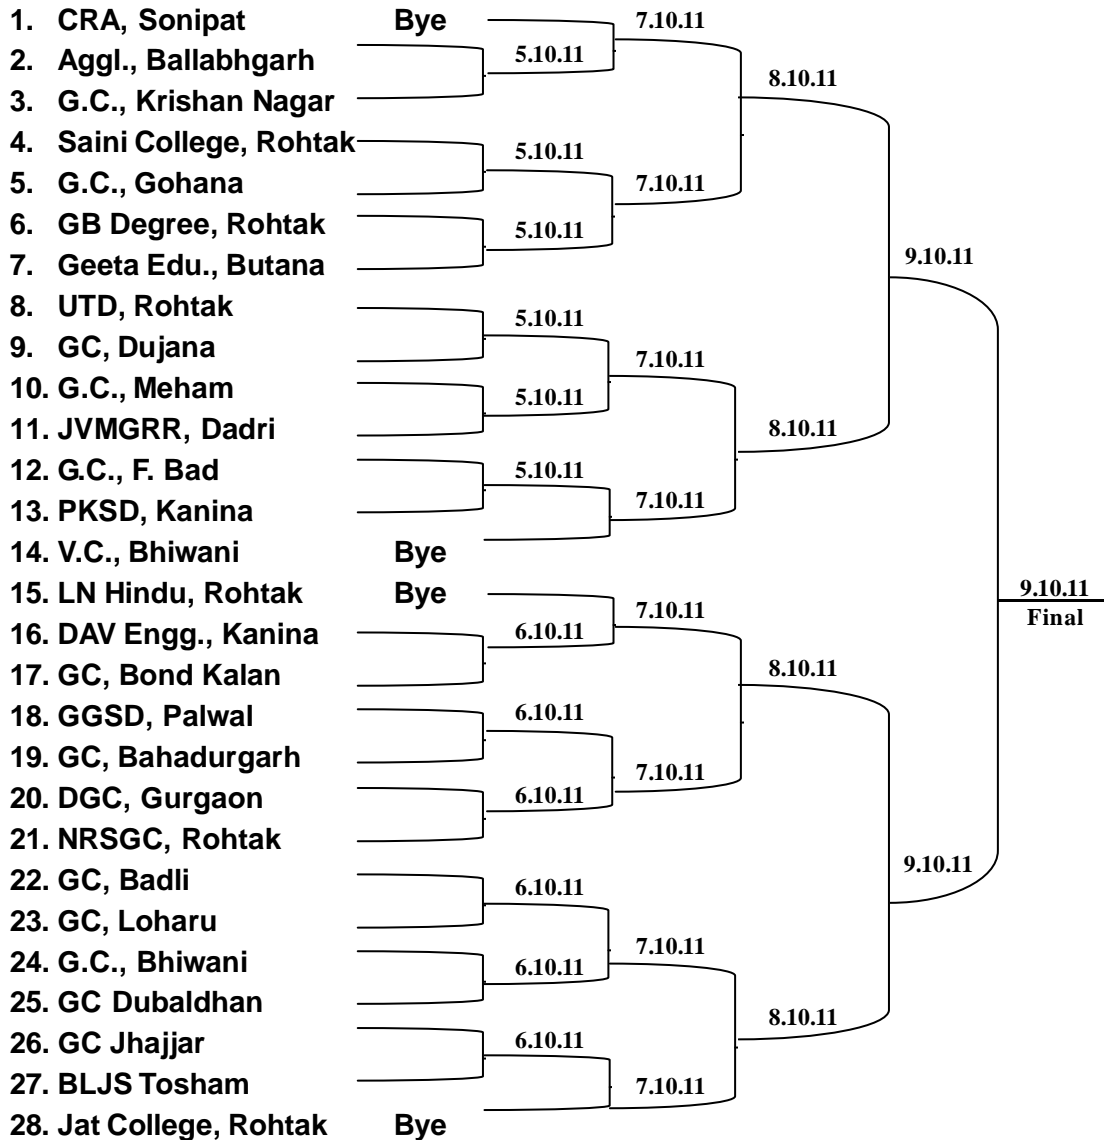 1. CRA, Sonipat Bye 7.10.11
2. Aggl., Ballabhgarh 5.10.11
8.10.11
3. G.C., Krishan Nagar
4. Saini College, Rohtak 5.10.11
5. G.C., Gohana 7.10.11
6. GB Degree, Rohtak 5.10.11
9.10.11
7. Geeta Edu., Butana
8. UTD, Rohtak 5.10.11
9. GC, Dujana 7.10.11
10. G.C., Meham 5.10.11
11. JVMGRR, Dadri 8.10.11
12. G.C., F. Bad 5.10.11
13. PKSD, Kanina 7.10.11
14. V.C., Bhiwani Bye
15. LN Hindu, Rohtak Bye 9.10.11
7.10.11 Final
16. DAV Engg., Kanina 6.10.11
17. GC, Bond Kalan 8.10.11
18. GGSD, Palwal 6.10.11
19. GC, Bahadurgarh 7.10.11
20. DGC, Gurgaon 6.10.11
21. NRSGC, Rohtak
9.10.11
22. GC, Badli 6.10.11
23. GC, Loharu
7.10.11
24. G.C., Bhiwani 6.10.11
25. GC Dubaldhan
8.10.11
26. GC Jhajjar 6.10.11
27. BLJS Tosham 7.10.11
28. Jat College, Rohtak Bye